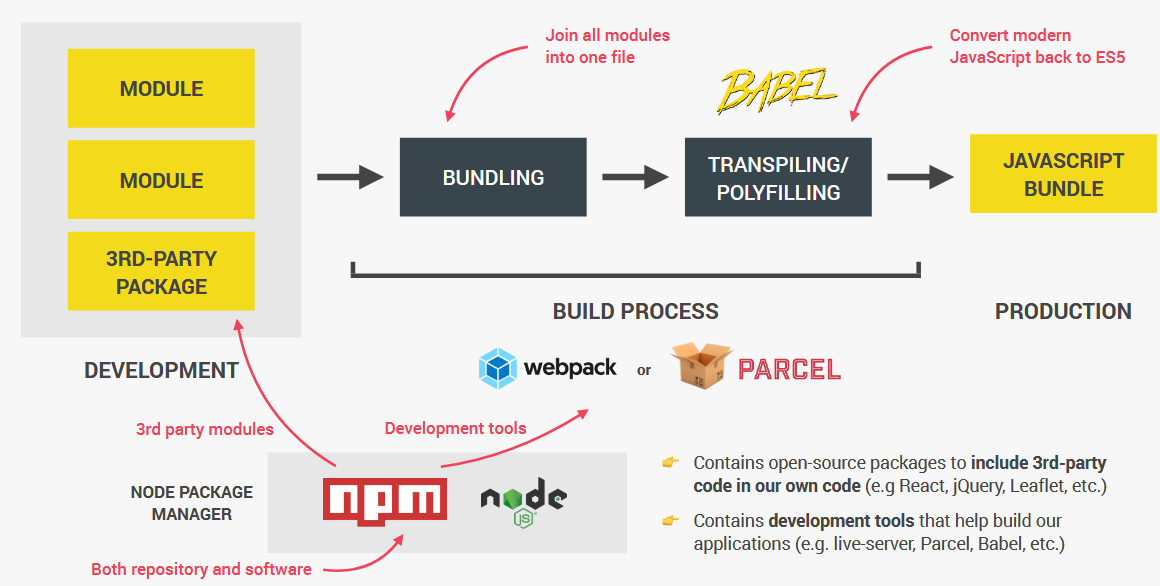 Join all modules
into one file
Convert modern
JavaScript back to ES5
BABEL
MODULE
MODULE
3RD-PARTY
PACKAGE
BUNDLING
TRANSPILING/
POLYFILLING
JAVASCRIPT
BUNDLE
DEVELOPMENT
BUILD PROCESS
PRODUCTION
webpack or PARCEL
3rd party modules
Development tools
NODE PACKAGE
MANAGER
npm
node
JS
Both repository and software
👉 Contains open-source packages to include 3rd-party
code in our own code (e.g React, jQuery, Leaflet, etc.)
👉 Contains development tools that help build our
applications (e.g. live-server, Parcel, Babel, etc.)